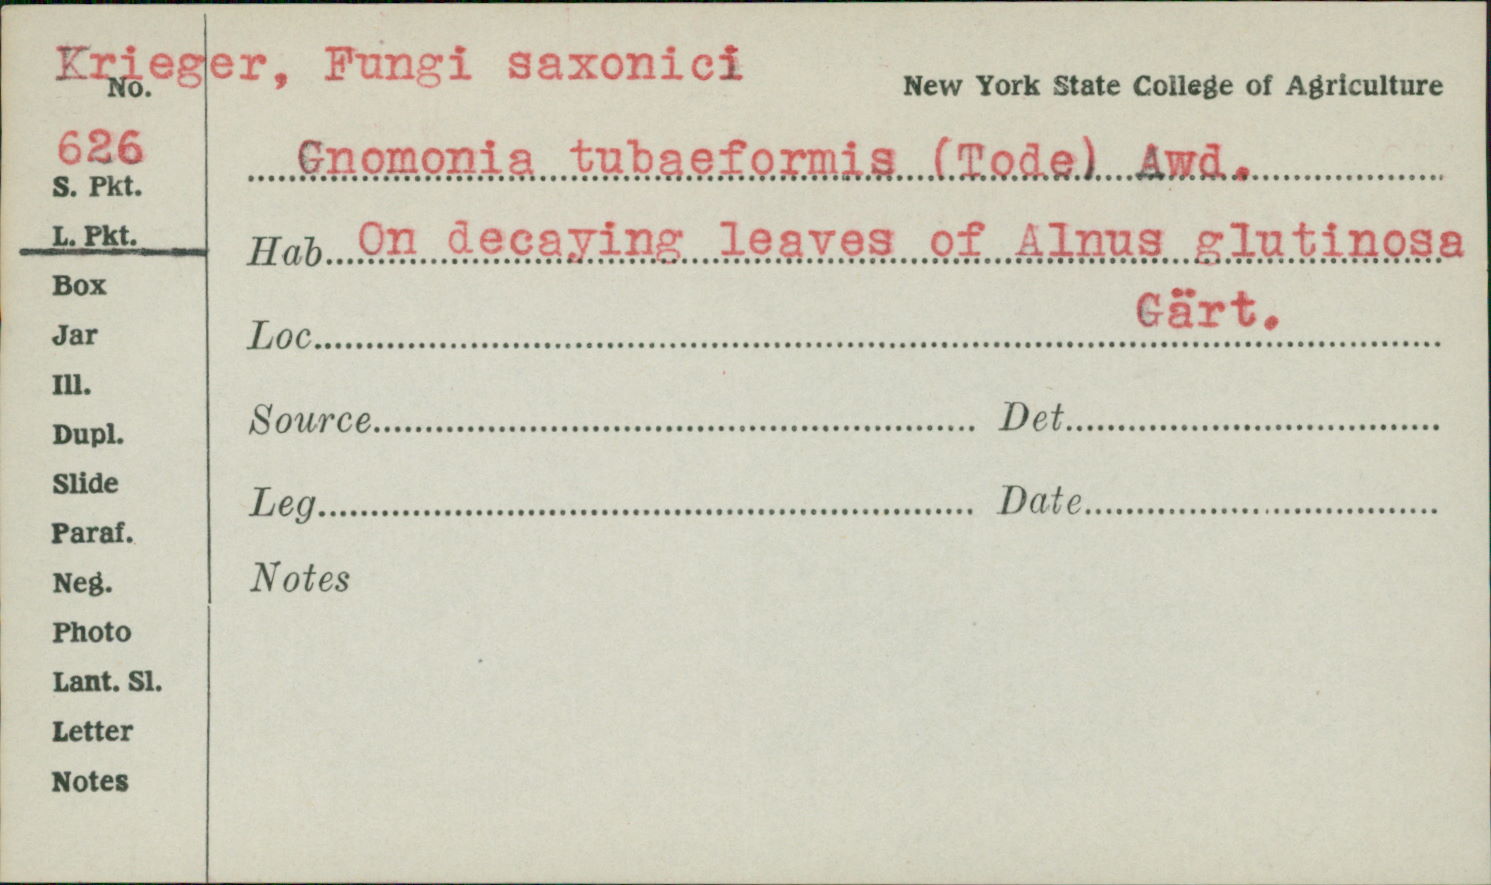 Krieger, Fungi saxonici
No.
New York State College of Agriculture
626
Gnomonia tubaeformis (Tode) Awd.
S. Pkt.
L. Pkt.
Hab. On decaying leaves of Alnus glutinosa
Gärt.
Box
Jar
Loc.
Ill.
Dupl.
Source Det.
Slide
Leg. Date
Paraf.
Neg.
Notes
Photo
Lant. Sl.
Letter
Notes